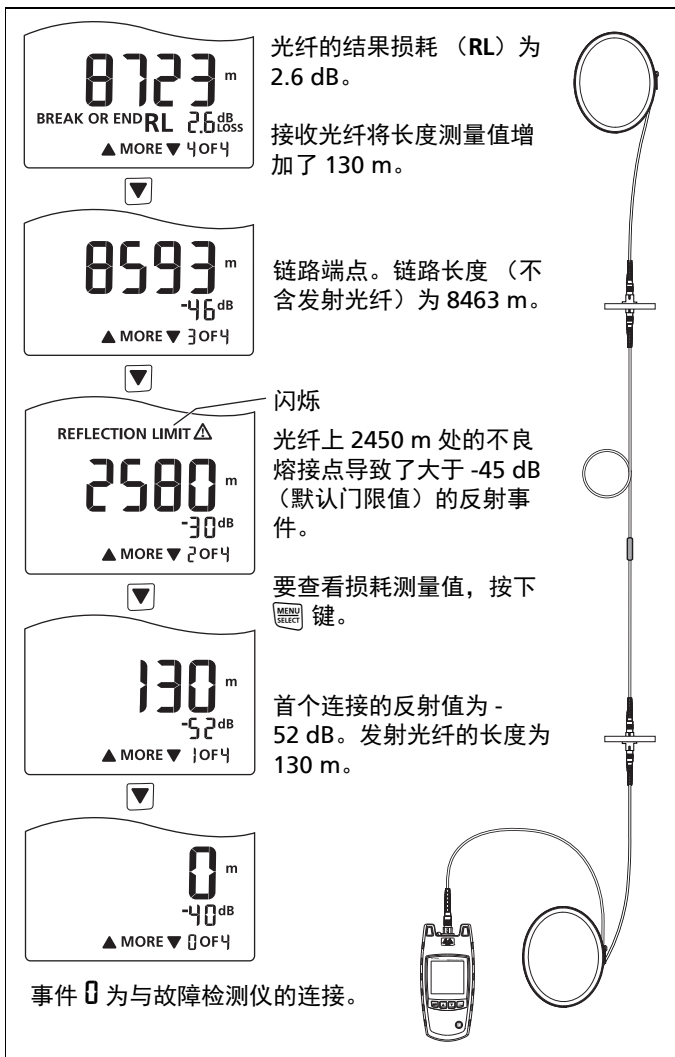 8723 m
BREAK OR END RL 2.6 dB LOSS
▲ MORE ▼ 4 OF 4
光纤的结果损耗 （RL）为
2.6 dB。
接收光纤将长度测量值增
加了 130 m。
▼
8593 m
-46 dB
▲ MORE ▼ 3 OF 4
链路端点。链路长度 （不
含发射光纤）为 8463 m。
▼
闪烁
REFLECTION LIMIT ⚠
2580 m
-30 dB
▲ MORE ▼ 2 OF 4
光纤上 2450 m 处的不良
熔接点导致了大于 -45 dB
（默认门限值）的反射事
件。
要查看损耗测量值，按下
MENU SELECT 键。
▼
130 m
-52 dB
▲ MORE ▼ 1 OF 4
首个连接的反射值为 -
52 dB。发射光纤的长度为
130 m。
▼
0 m
-40 dB
▲ MORE ▼ 0 OF 4
事件 0 为与故障检测仪的连接。